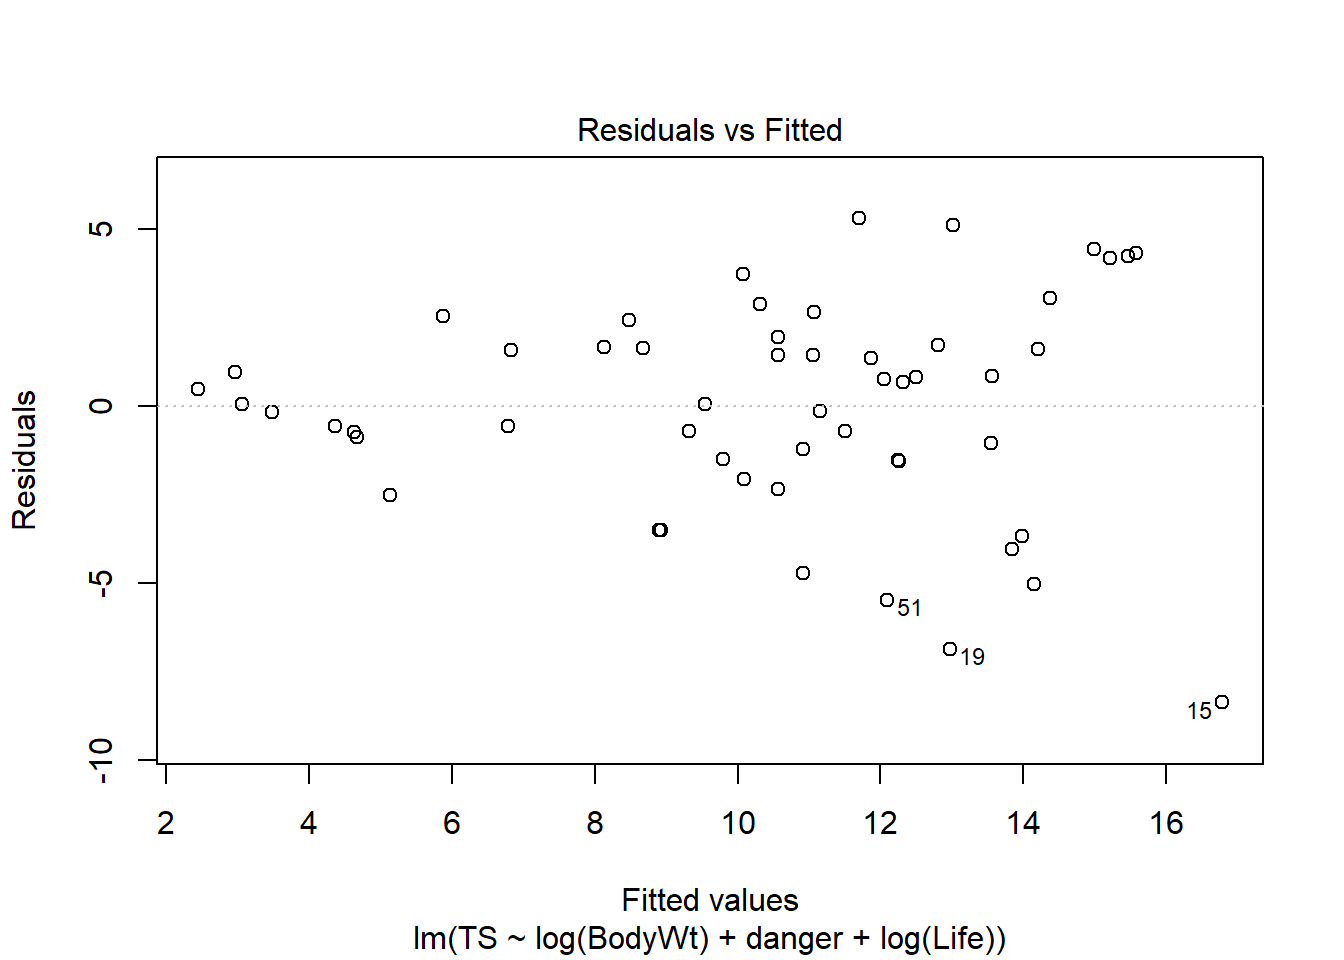 Residuals vs Fitted
Residuals
5
0
-5
-10
51
19
15
2 4 6 8 10 12 14 16
Fitted values
lm(TS ~ log(BodyWt) + danger + log(Life))